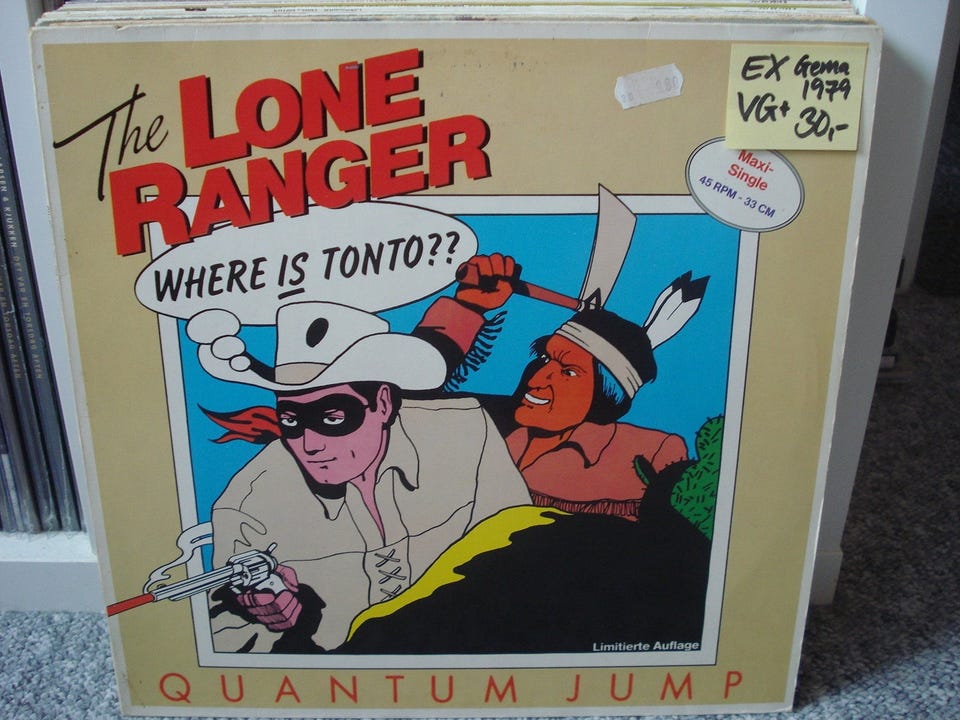 The LONE
RANGER
EX Gema
1979
VG+ 30,-
Maxi-
Single
45 RPM - 33 CM
WHERE IS TONTO??
Limitierte Auflage
QUANTUM JUMP